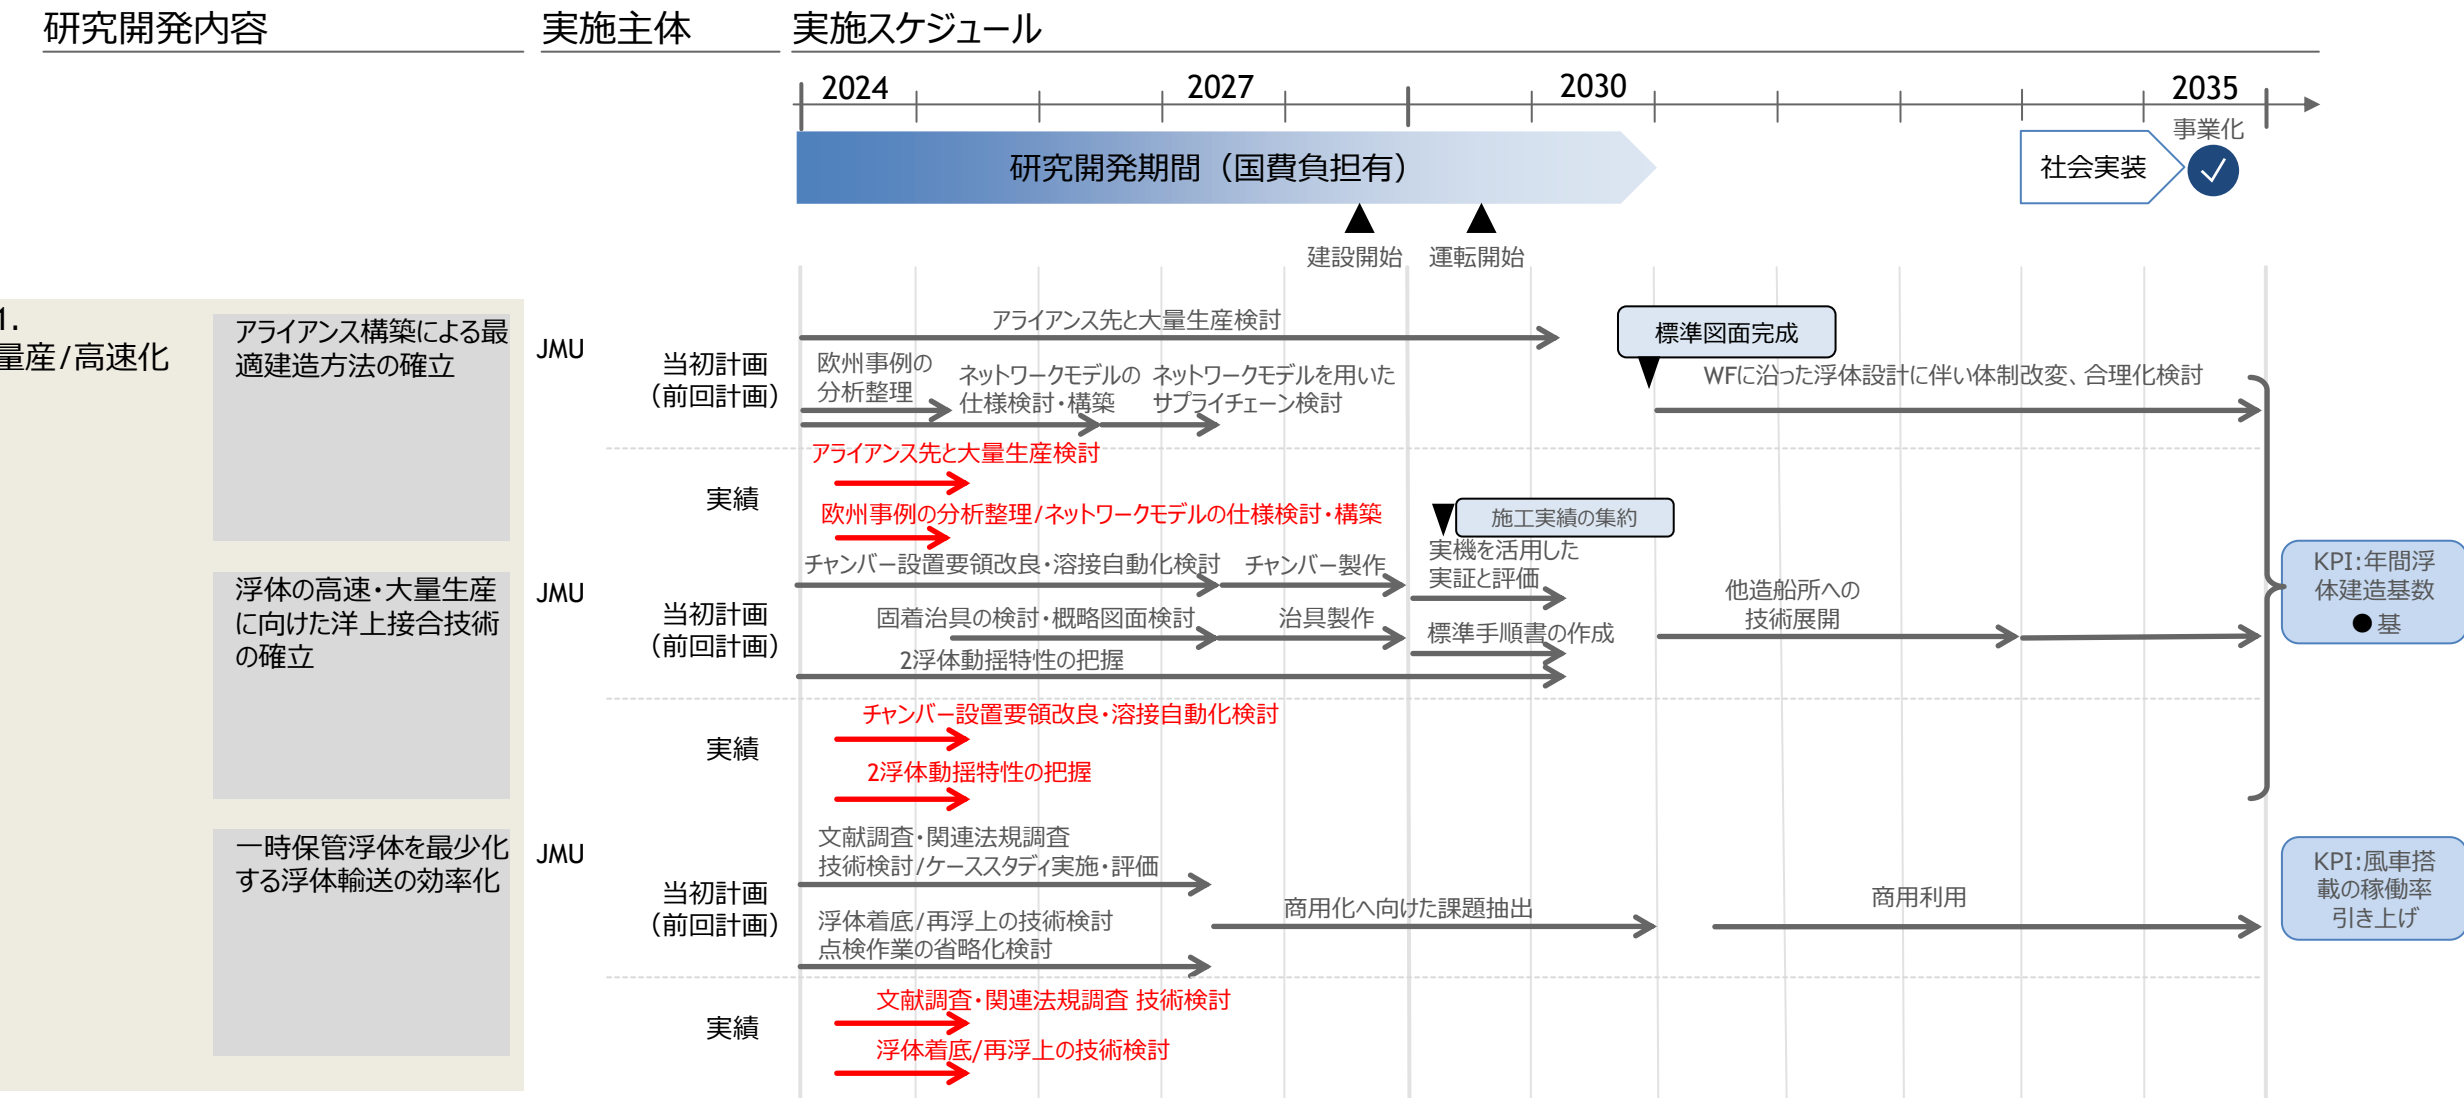 研究開発内容
実施主体
実施スケジュール
2024
2027
2030
2035
事業化
研究開発期間（国費負担有）
社会実装
建設開始
運転開始
1.
量産/高速化
アライアンス構築による最
適建造方法の確立
JMU
当初計画
（前回計画）
アライアンス先と大量生産検討
欧州事例の
分析整理
ネットワークモデルの
仕様検討・構築
ネットワークモデルを用いた
サプライチェーン検討
標準図面完成
WFに沿った浮体設計に伴い体制改変、合理化検討
実績
アライアンス先と大量生産検討
欧州事例の分析整理/ネットワークモデルの仕様検討・構築
施工実績の集約
浮体の高速・大量生産
に向けた洋上接合技術
の確立
JMU
当初計画
（前回計画）
チャンバー設置要領改良・溶接自動化検討
チャンバー製作
実機を活用した
実証と評価
固着治具の検討・概略図面検討
治具製作
標準手順書の作成
2浮体動揺特性の把握
他造船所への
技術展開
KPI:年間浮
体建造基数
●基
実績
チャンバー設置要領改良・溶接自動化検討
2浮体動揺特性の把握
一時保管浮体を最少化
する浮体輸送の効率化
JMU
当初計画
（前回計画）
文献調査・関連法規調査
技術検討/ケーススタディ実施・評価
浮体着底/再浮上の技術検討
点検作業の省略化検討
商用化へ向けた課題抽出
商用利用
KPI:風車搭
載の稼働率
引き上げ
実績
文献調査・関連法規調査 技術検討
浮体着底/再浮上の技術検討